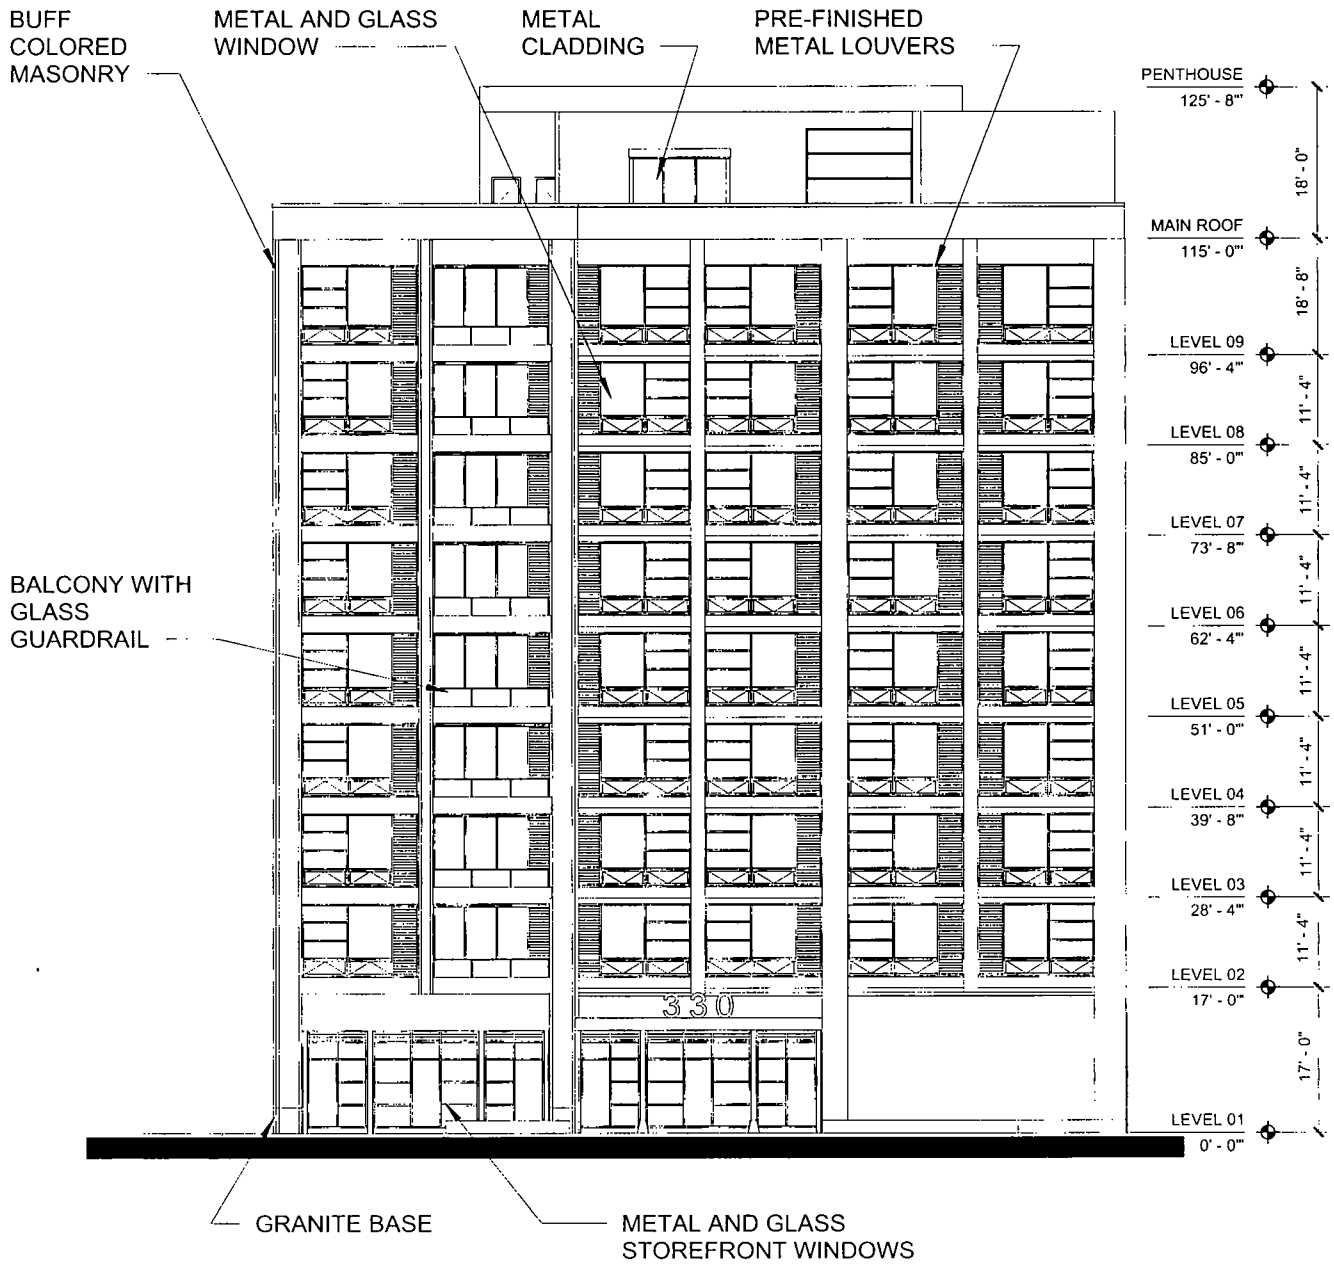 BUFF
COLORED
MASONRY
METAL AND GLASS
WINDOW
METAL
CLADDING
PRE-FINISHED
METAL LOUVERS
PENTHOUSE
125' - 8"
18' - 0"
MAIN ROOF
115' - 0"
18' - 8"
LEVEL 09
96' - 4"
11' - 4"
LEVEL 08
85' - 0"
11' - 4"
LEVEL 07
73' - 8"
11' - 4"
BALCONY WITH
GLASS
GUARDRAIL
LEVEL 06
62' - 4"
11' - 4"
LEVEL 05
51' - 0"
11' - 4"
LEVEL 04
39' - 8"
11' - 4"
LEVEL 03
28' - 4"
11' - 4"
LEVEL 02
17' - 0"
330
17' - 0"
LEVEL 01
0' - 0"
GRANITE BASE
METAL AND GLASS
STOREFRONT WINDOWS